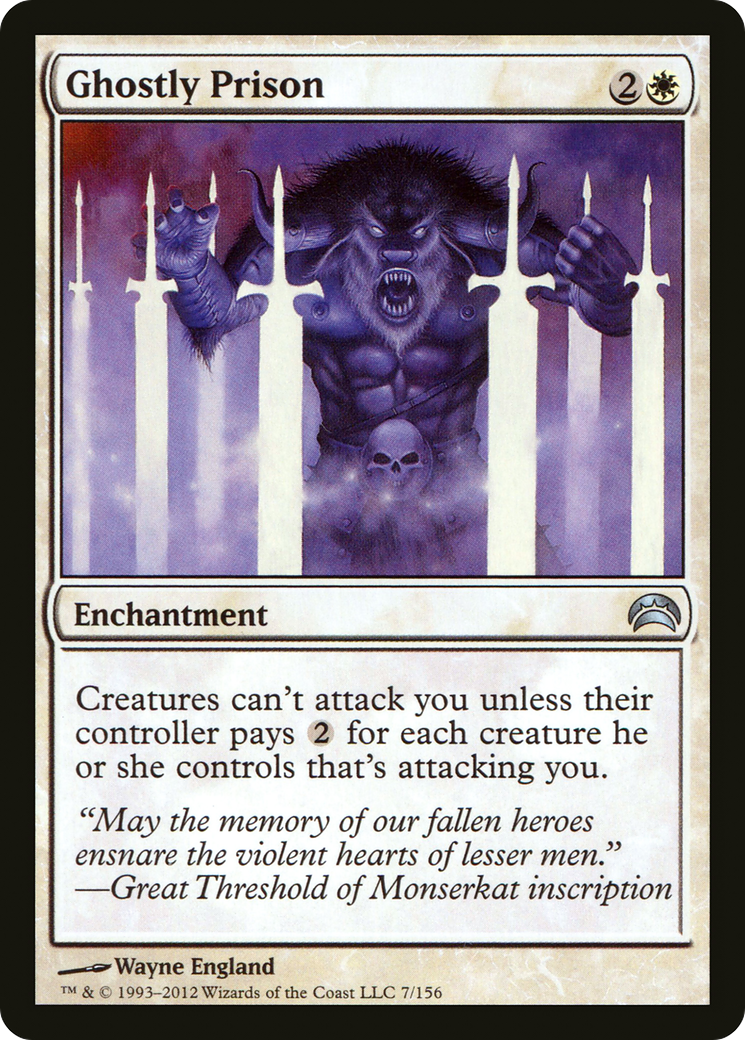 Ghostly Prison 2
Enchantment
Creatures can't attack you unless their
controller pays 2 for each creature he
or she controls that's attacking you.
“May the memory of our fallen heroes
ensnare the violent hearts of lesser men.”
—Great Threshold of Monserkat inscription
Wayne England
™ & © 1993–2012 Wizards of the Coast LLC 7/156